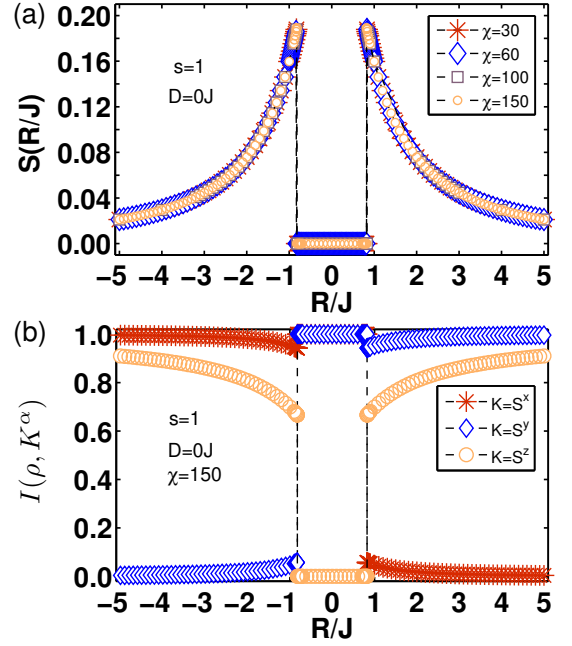 (a)
0.20
0.16
0.12
0.08
0.04
0.00
S(R/J)
s=1
D=0J
χ=30
χ=60
χ=100
χ=150
−5 −4 −3 −2 −1 0 1 2 3 4 5
R/J
(b)
1.0
0.8
0.6
0.4
0.2
0.0
I(ρ, K^α)
s=1
D=0J
χ=150
K=S^x
K=S^y
K=S^z
−5 −4 −3 −2 −1 0 1 2 3 4 5
R/J